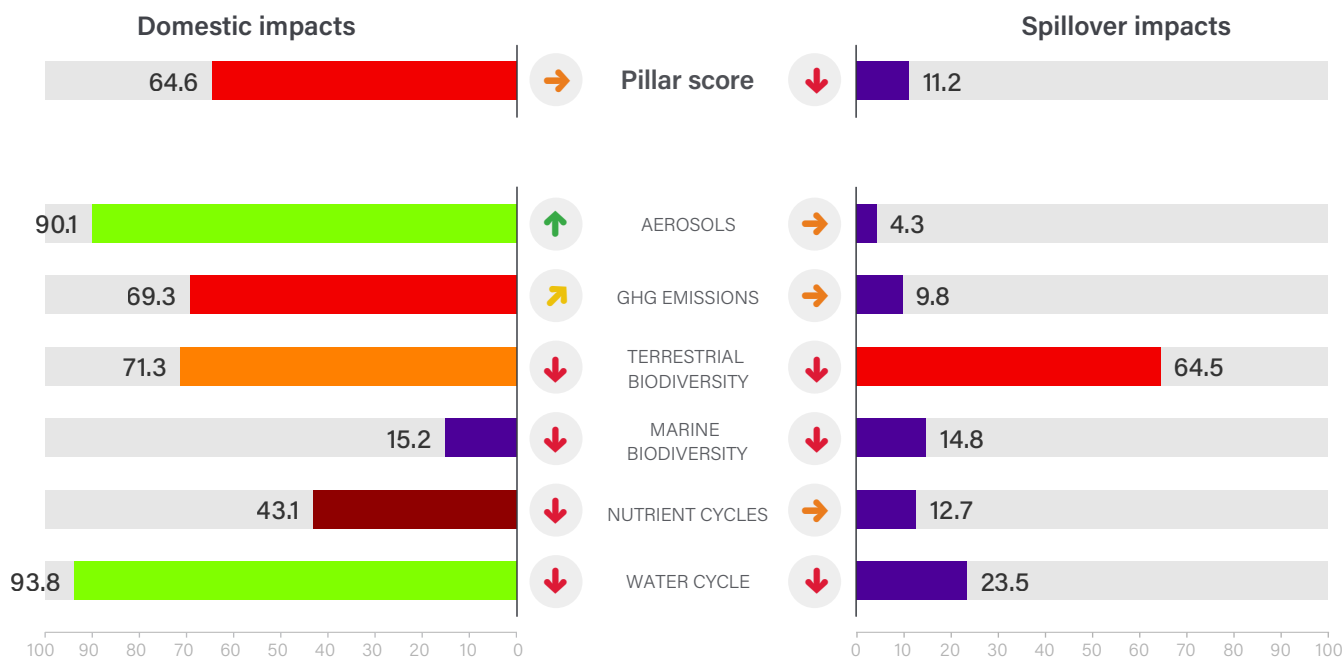 Domestic impacts
Spillover impacts
64.6
Pillar score
11.2
90.1
AEROSOLS
4.3
69.3
GHG EMISSIONS
9.8
71.3
TERRESTRIAL
BIODIVERSITY
64.5
15.2
MARINE
BIODIVERSITY
14.8
43.1
NUTRIENT CYCLES
12.7
93.8
WATER CYCLE
23.5
100 90 80 70 60 50 40 30 20 10 0
0 10 20 30 40 50 60 70 80 90 100